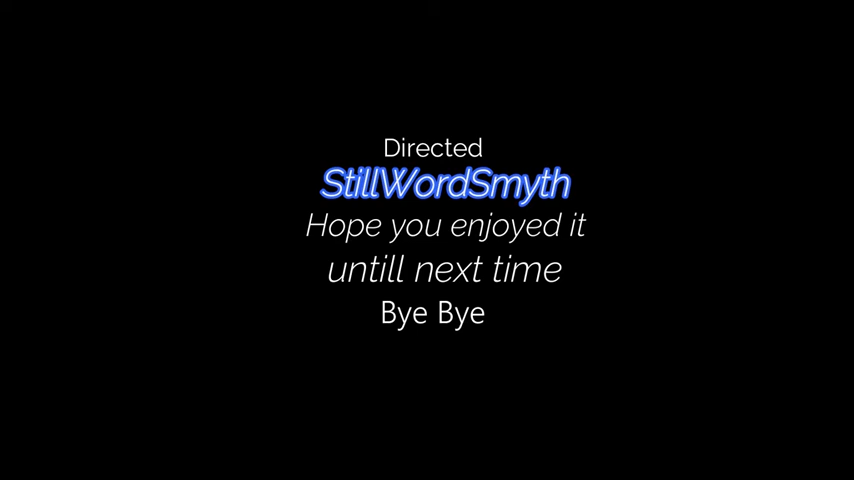 Directed
StillWordSmyth
Hope you enjoyed it
untill next time
Bye Bye